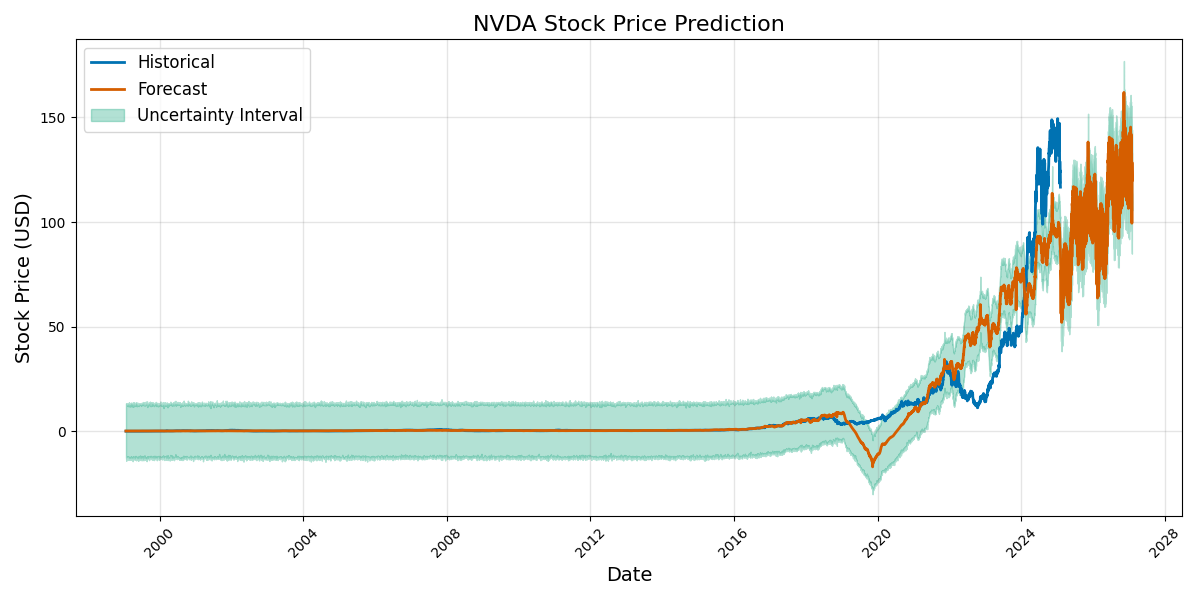 NVDA Stock Price Prediction
Historical
Forecast
Uncertainty Interval
Stock Price (USD)
150
100
50
0
2000
2004
2008
2012
2016
2020
2024
2028
Date